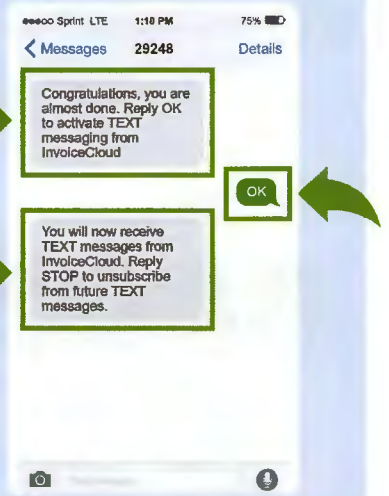 Sprint LTE 1:18 PM 75%
Messages 29248 Details
Congratulations, you are
almost done. Reply OK
to activate TEXT
messaging from
InvoiceCloud
OK
You will now receive
TEXT messages from
InvoiceCloud. Reply
STOP to unsubscribe
from future TEXT
messages.